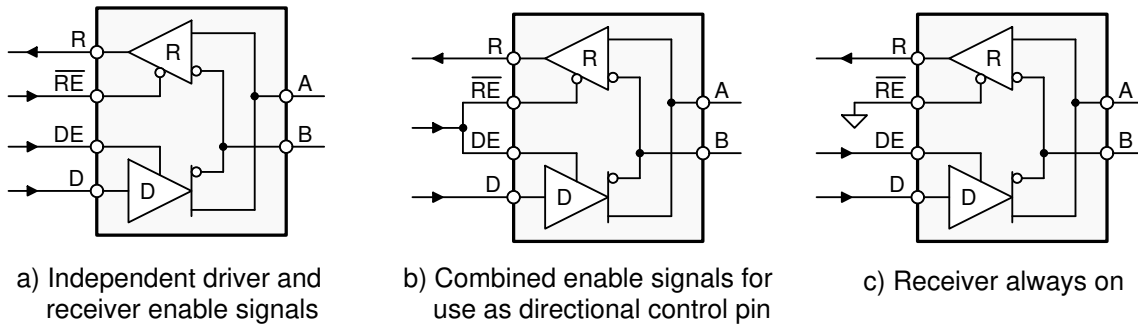 R
R
RE
A
DE
B
D
D
a) Independent driver and
receiver enable signals
R
R
RE
A
DE
B
D
D
b) Combined enable signals for
use as directional control pin
R
R
RE
A
DE
B
D
D
c) Receiver always on